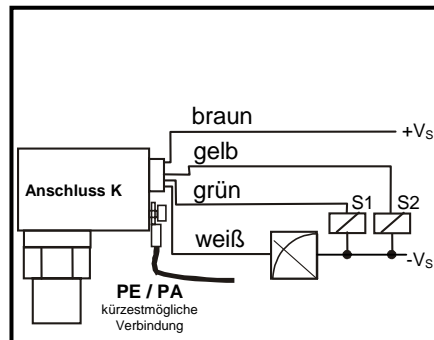 braun
+VS
gelb
Anschluss K
grün
S1
S2
weiß
-VS
PE / PA
kürzestmögliche
Verbindung